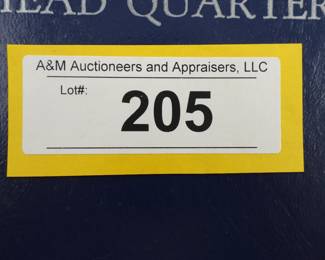 HEAD QUARTER
A&M Auctioneers and Appraisers, LLC
Lot#:
205